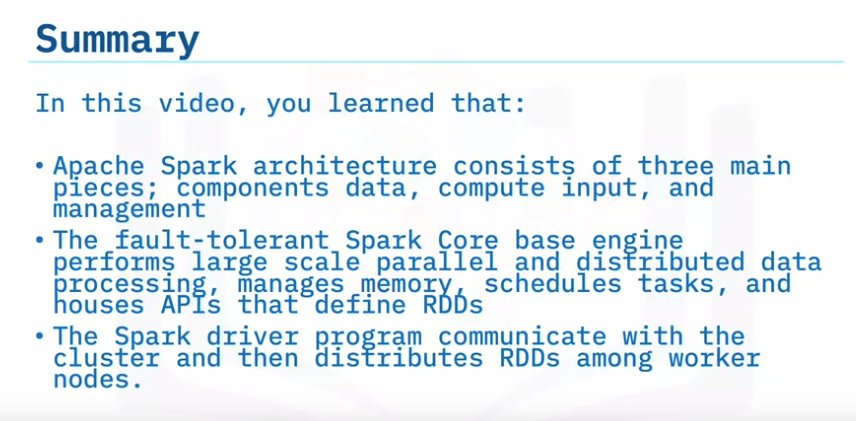 Summary
In this video, you learned that:
• Apache Spark architecture consists of three main
pieces; components data, compute input, and
management
• The fault-tolerant Spark Core base engine
performs large scale parallel and distributed data
processing, manages memory, schedules tasks, and
houses APIs that define RDDs
• The Spark driver program communicate with the
cluster and then distributes RDDs among worker
nodes.